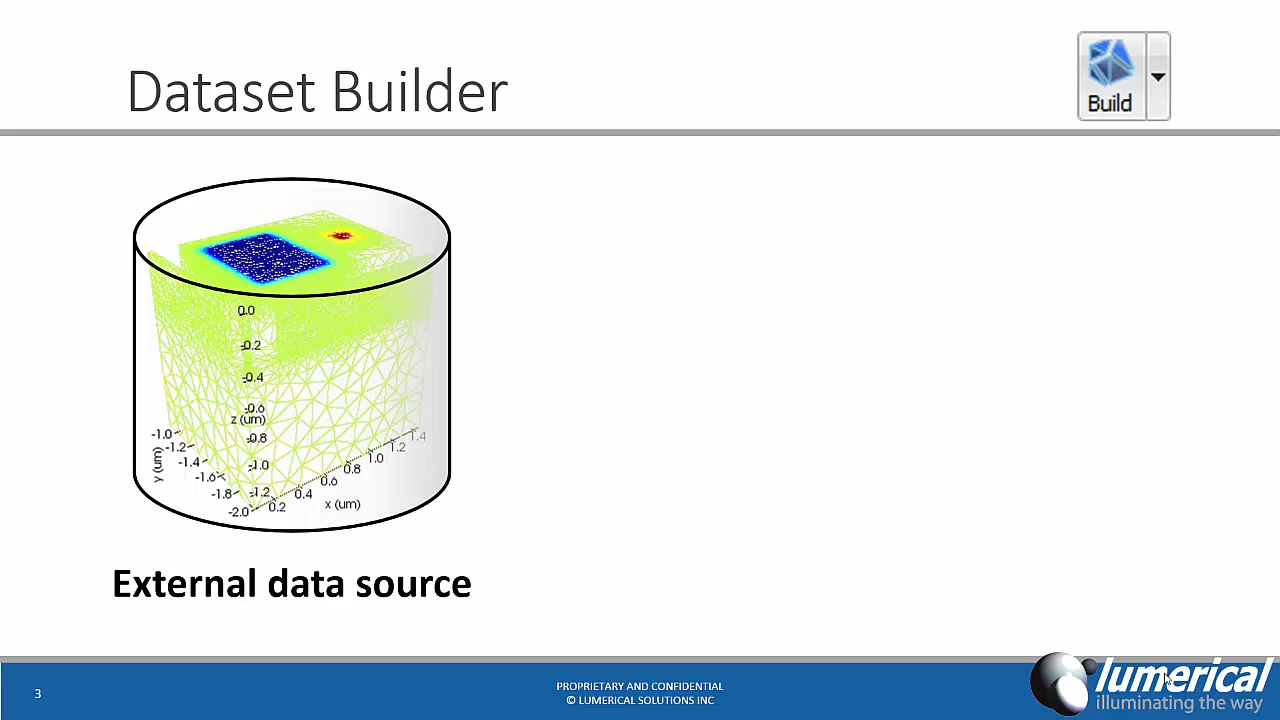 Dataset Builder
Build
0.0
-0.2
-0.4
-0.6
z (um)
-0.8
-1.0
-1.2
-1.0
-1.2
-1.4
-1.6
-1.8
-2.0
y (um)
0.2
0.4
0.6
0.8
1.0
1.2
1.4
x (um)
External data source
3
PROPRIETARY AND CONFIDENTIAL
© LUMERICAL SOLUTIONS INC
lumerical
illuminating the way